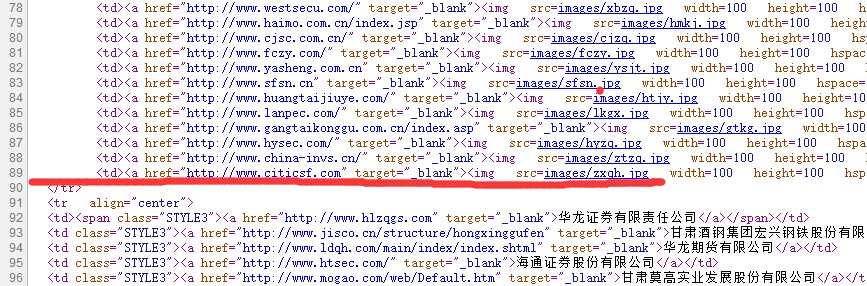 78 <td><a href="http://www.westsecu.com/" target="_blank"><img src=images/xbzq.jpg width=100 height=100 hsp
79 <td><a href="http://www.haimo.com.cn/index.jsp" target="_blank"><img src=images/hmkj.jpg width=100 height=10
80 <td><a href="http://www.cjsc.com.cn/" target="_blank"><img src=images/cjzq.jpg width=100 height=100 hspa
81 <td><a href="http://www.fczy.com/" target="_blank"><img src=images/fczy.jpg width=100 height=100 hspace=
82 <td><a href="http://www.yasheng.com.cn" target="_blank"><img src=images/ysjt.jpg width=100 height=100 hs
83 <td><a href="http://www.sfsn.cn" target="_blank"><img src=images/sfsn.jpg width=100 height=100 hspace=
84 <td><a href="http://www.huangtaijiuye.com/" target="_blank"><img src=images/htjy.jpg width=100 height=100
85 <td><a href="http://www.lanpec.com/" target="_blank"><img src=images/lkgx.jpg width=100 height=100 hspac
86 <td><a href="http://www.gangtaikonggu.com.cn/index.asp" target="_blank"><img src=images/gtkg.jpg width=100
87 <td><a href="http://www.hysec.com/" target="_blank"><img src=images/hyzq.jpg width=100 height=100 hspace
88 <td><a href="http://www.china-invs.cn/" target="_blank"><img src=images/ztzq.jpg width=100 height=100 hs
89 <td><a href="http://www.citicsf.com" target="_blank"><img src=images/zxqh.jpg width=100 height=100 hsp
90 </tr>
91 <tr align="center">
92 <td><span class="STYLE3"><a href="http://www.hlzqgs.com" target="_blank">华龙证券有限责任公司</a></span></td>
93 <td class="STYLE3"><a href="http://www.jisco.cn/structure/hongxinggufen" target="_blank">甘肃酒钢集团宏兴钢铁股份有限
94 <td class="STYLE3"><a href="http://www.ldqh.com/main/index/index.shtml" target="_blank">华龙期货有限公司</a></td>
95 <td class="STYLE3"><a href="http://www.htsec.com/" target="_blank">海通证券股份有限公司</a></td>
96 <td class="STYLE3"><a href="http://www.mogao.com/web/Default.htm" target="_blank">甘肃莫高实业发展股份有限公司</a></t